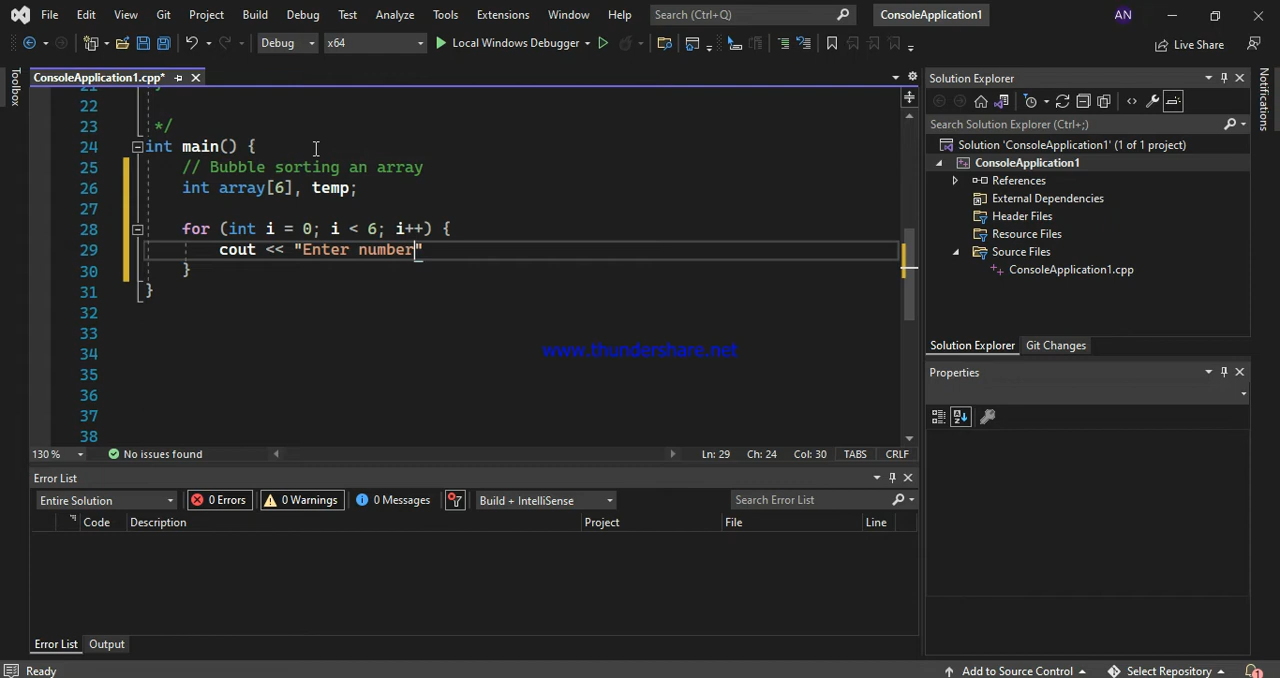 File Edit View Git Project Build Debug Test Analyze Tools Extensions Window Help Search (Ctrl+Q) ConsoleApplication1 AN
Debug x64 Local Windows Debugger Live Share
Toolbox
ConsoleApplication1.cpp*
21
22
23 */
24 int main() {
25 // Bubble sorting an array
26 int array[6], temp;
27
28 for (int i = 0; i < 6; i++) {
29 cout << "Enter number"
30 }
31 }
32
33
34
35
36
37
38
www.thundershare.net
130 % No issues found Ln: 29 Ch: 24 Col: 30 TABS CRLF
Error List
Entire Solution 0 Errors 0 Warnings 0 Messages Build + IntelliSense Search Error List
Code Description Project File Line
Error List Output
Solution Explorer
Search Solution Explorer (Ctrl+;)
Solution 'ConsoleApplication1' (1 of 1 project)
ConsoleApplication1
References
External Dependencies
Header Files
Resource Files
Source Files
ConsoleApplication1.cpp
Solution Explorer Git Changes
Properties
Notifications
Ready Add to Source Control Select Repository 1